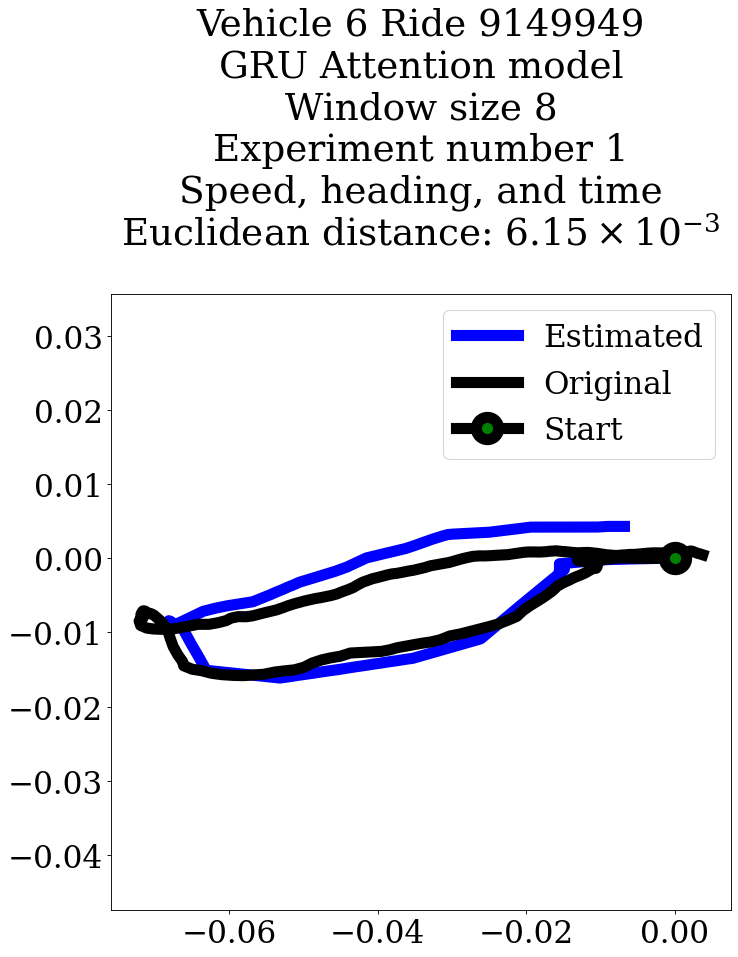 Vehicle 6 Ride 9149949
GRU Attention model
Window size 8
Experiment number 1
Speed, heading, and time
Euclidean distance: 6.15 × 10⁻³
Estimated
Original
Start
0.03
0.02
0.01
0.00
−0.01
−0.02
−0.03
−0.04
−0.06 −0.04 −0.02 0.00